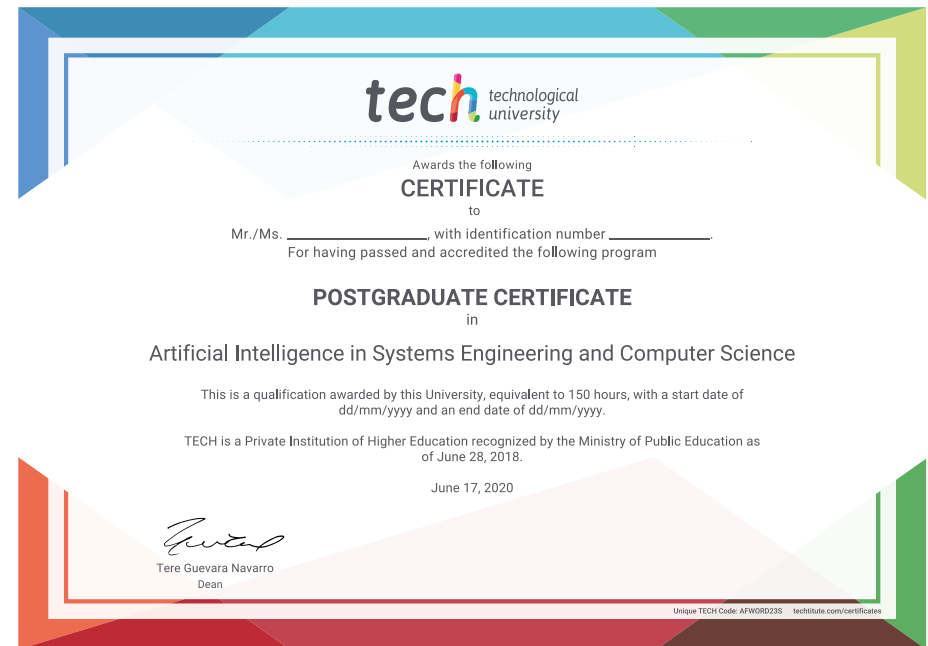 tech technological
university
Awards the following
CERTIFICATE
to
Mr./Ms. ____________________, with identification number ______________.
For having passed and accredited the following program
POSTGRADUATE CERTIFICATE
in
Artificial Intelligence in Systems Engineering and Computer Science
This is a qualification awarded by this University, equivalent to 150 hours, with a start date of
dd/mm/yyyy and an end date of dd/mm/yyyy.
TECH is a Private Institution of Higher Education recognized by the Ministry of Public Education as
of June 28, 2018.
June 17, 2020
Tere Guevara Navarro
Dean
Unique TECH Code: AFWORD23S techtitute.com/certificates